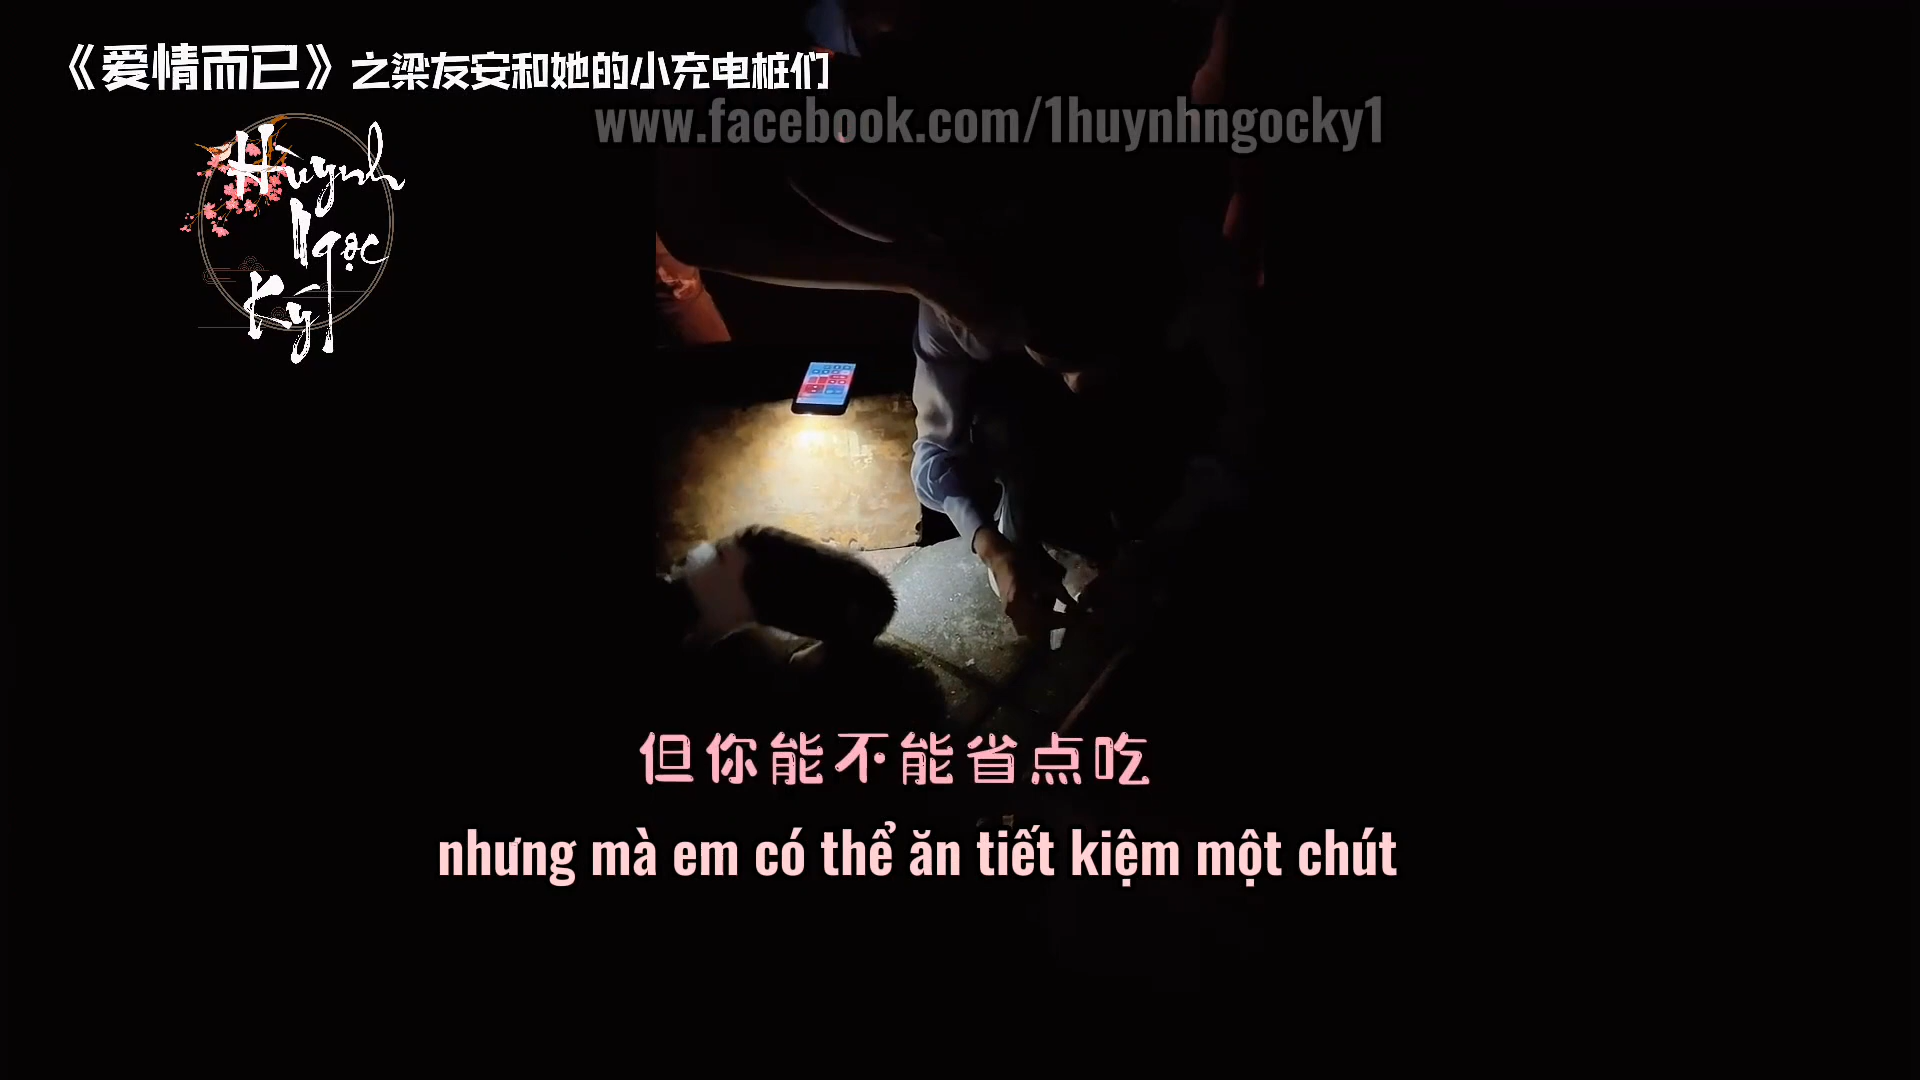 《爱情而已》之梁友安和她的小充电桩们
www.facebook.com/1huynhngocky1
Huỳnh
Ngọc
Kỳ
但你能不能省点吃
nhưng mà em có thể ăn tiết kiệm một chút